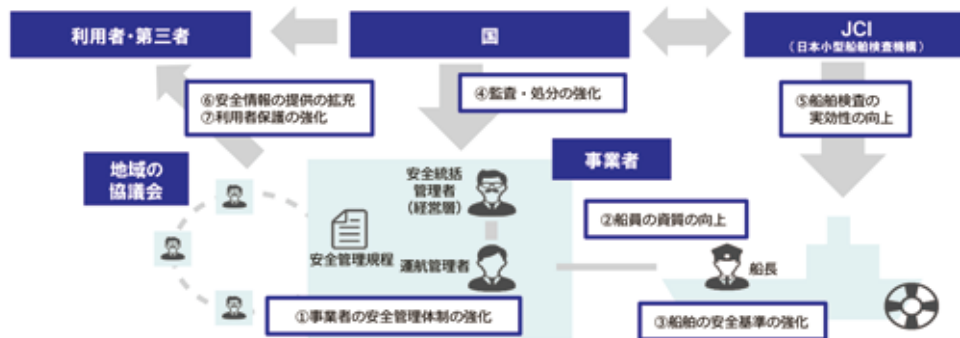 利用者・第三者
国
JCI
(日本小型船舶検査機構)
⑥安全情報の提供の拡充
⑦利用者保護の強化
④監査・処分の強化
⑤船舶検査の
実効性の向上
地域の
協議会
事業者
安全統括
管理者
(経営層)
②船員の資質の向上
安全管理規程
運航管理者
船長
①事業者の安全管理体制の強化
③船舶の安全基準の強化